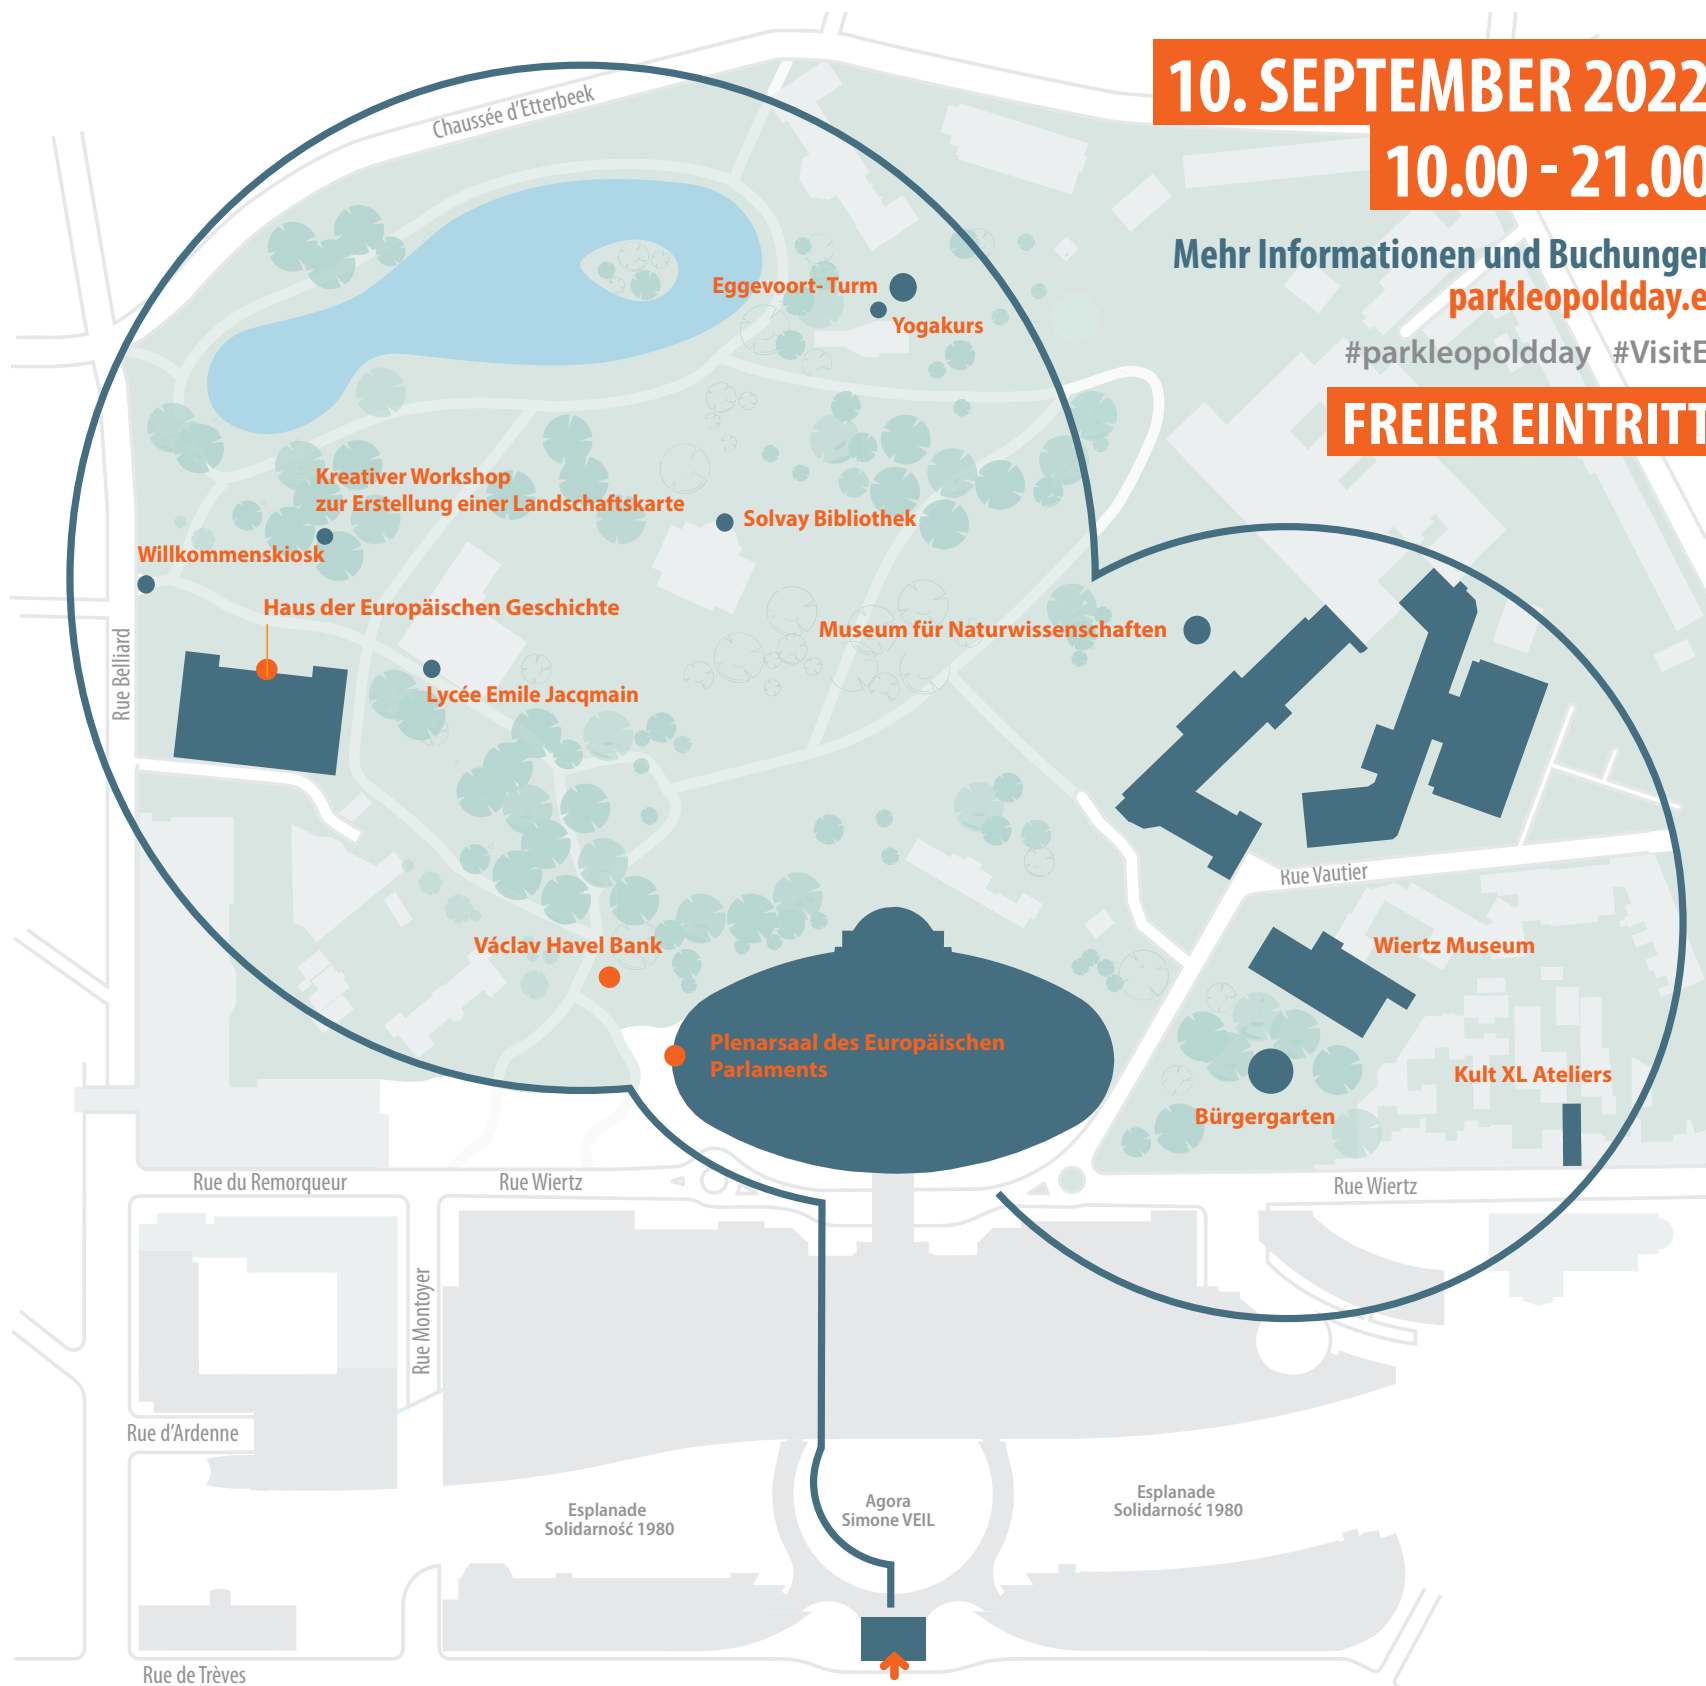 10. SEPTEMBER 2022
10.00 - 21.00
Mehr Informationen und Buchungen
parkleopoldday.e
#parkleopoldday #VisitE
FREIER EINTRITT
Chaussée d'Etterbeek
Eggevoort- Turm
Yogakurs
Kreativer Workshop
zur Erstellung einer Landschaftskarte
Solvay Bibliothek
Willkommenskiosk
Haus der Europäischen Geschichte
Museum für Naturwissenschaften
Rue Belliard
Lycée Emile Jacqmain
Rue Vautier
Václav Havel Bank
Wiertz Museum
Plenarsaal des Europäischen
Parlaments
Kult XL Ateliers
Bürgergarten
Rue du Remorqueur
Rue Wiertz
Rue Wiertz
Rue Montoyer
Rue d'Ardenne
Esplanade
Solidarność 1980
Agora
Simone VEIL
Esplanade
Solidarność 1980
Rue de Trèves